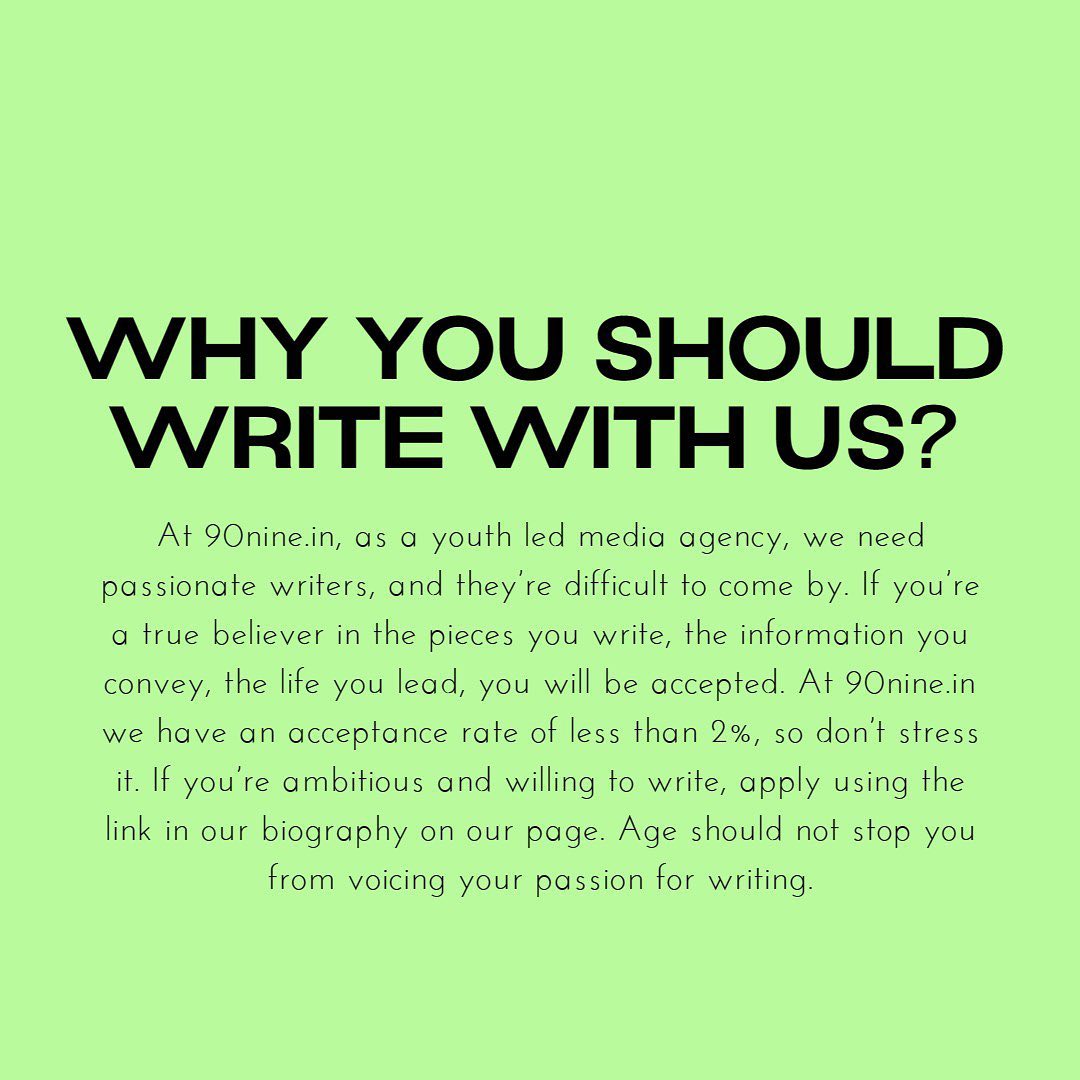 WHY YOU SHOULD
WRITE WITH US?
At 90nine.in, as a youth led media agency, we need
passionate writers, and they're difficult to come by. If you're
a true believer in the pieces you write, the information you
convey, the life you lead, you will be accepted. At 90nine.in
we have an acceptance rate of less than 2%, so don't stress
it. If you're ambitious and willing to write, apply using the
link in our biography on our page. Age should not stop you
from voicing your passion for writing.